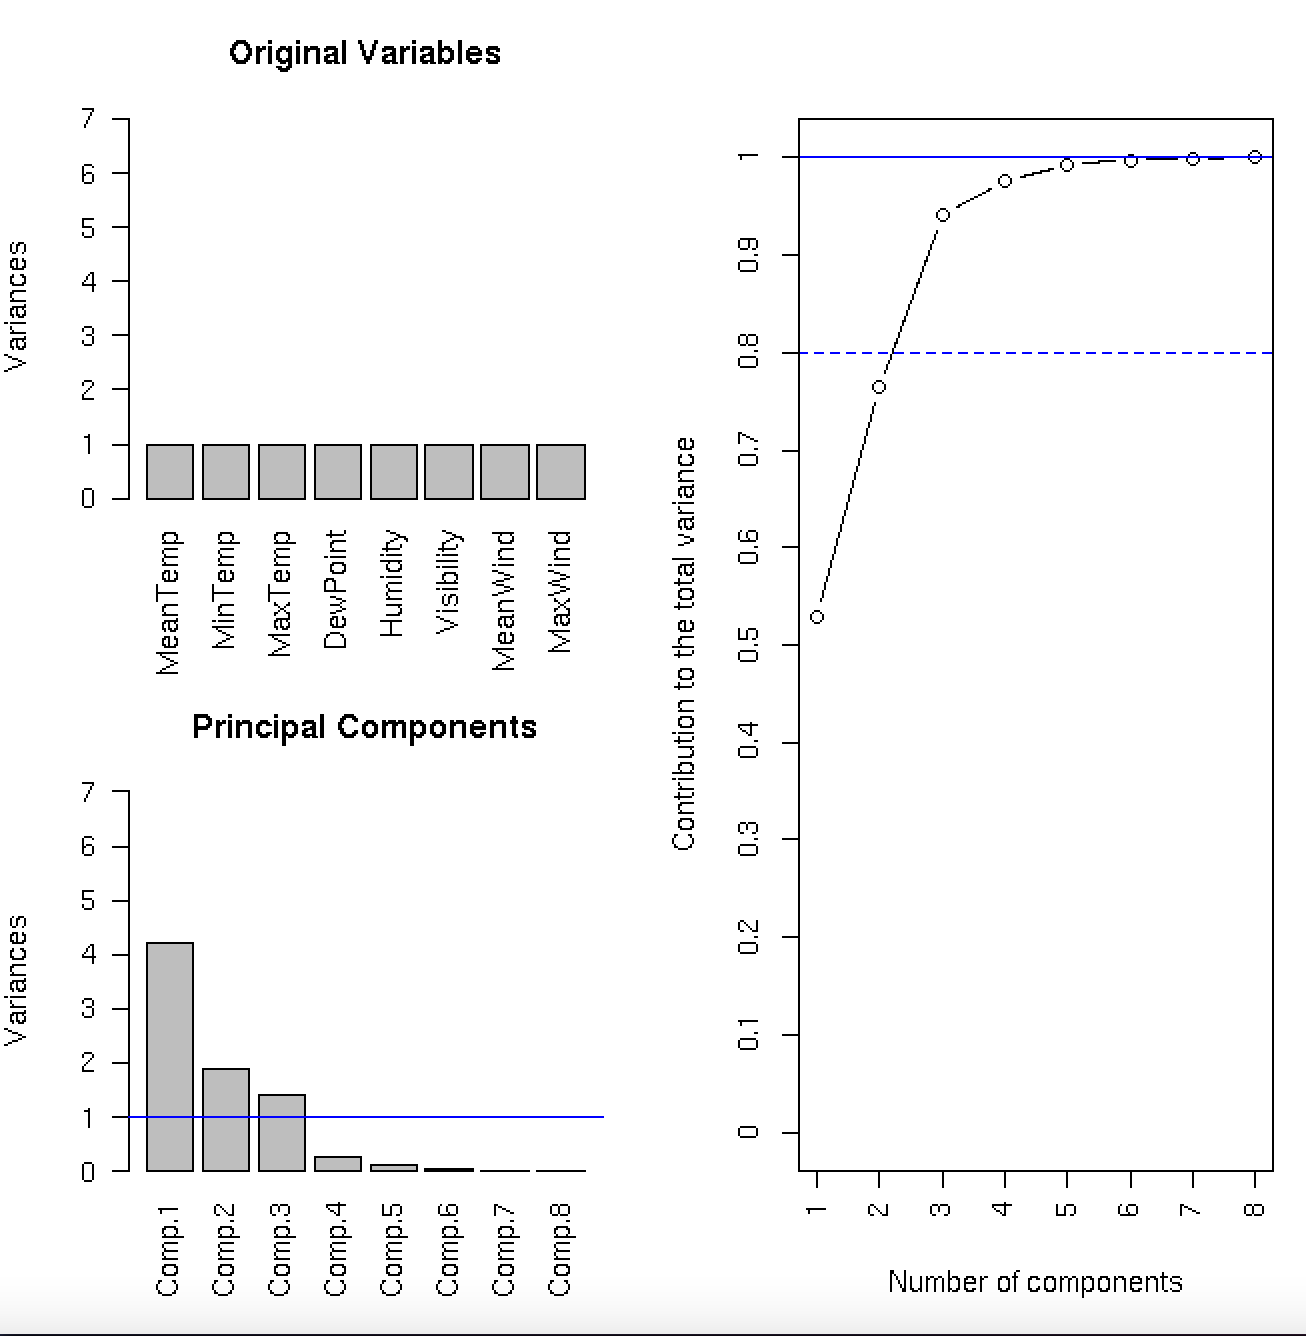 Original Variables
Variances
7
6
5
4
3
2
1
0
MeanTemp
MinTemp
MaxTemp
DewPoint
Humidity
Visibility
MeanWind
MaxWind
Principal Components
Variances
7
6
5
4
3
2
1
0
Comp.1
Comp.2
Comp.3
Comp.4
Comp.5
Comp.6
Comp.7
Comp.8
Contribution to the total variance
1
0.9
0.8
0.7
0.6
0.5
0.4
0.3
0.2
0.1
0
1
2
3
4
5
6
7
8
Number of components